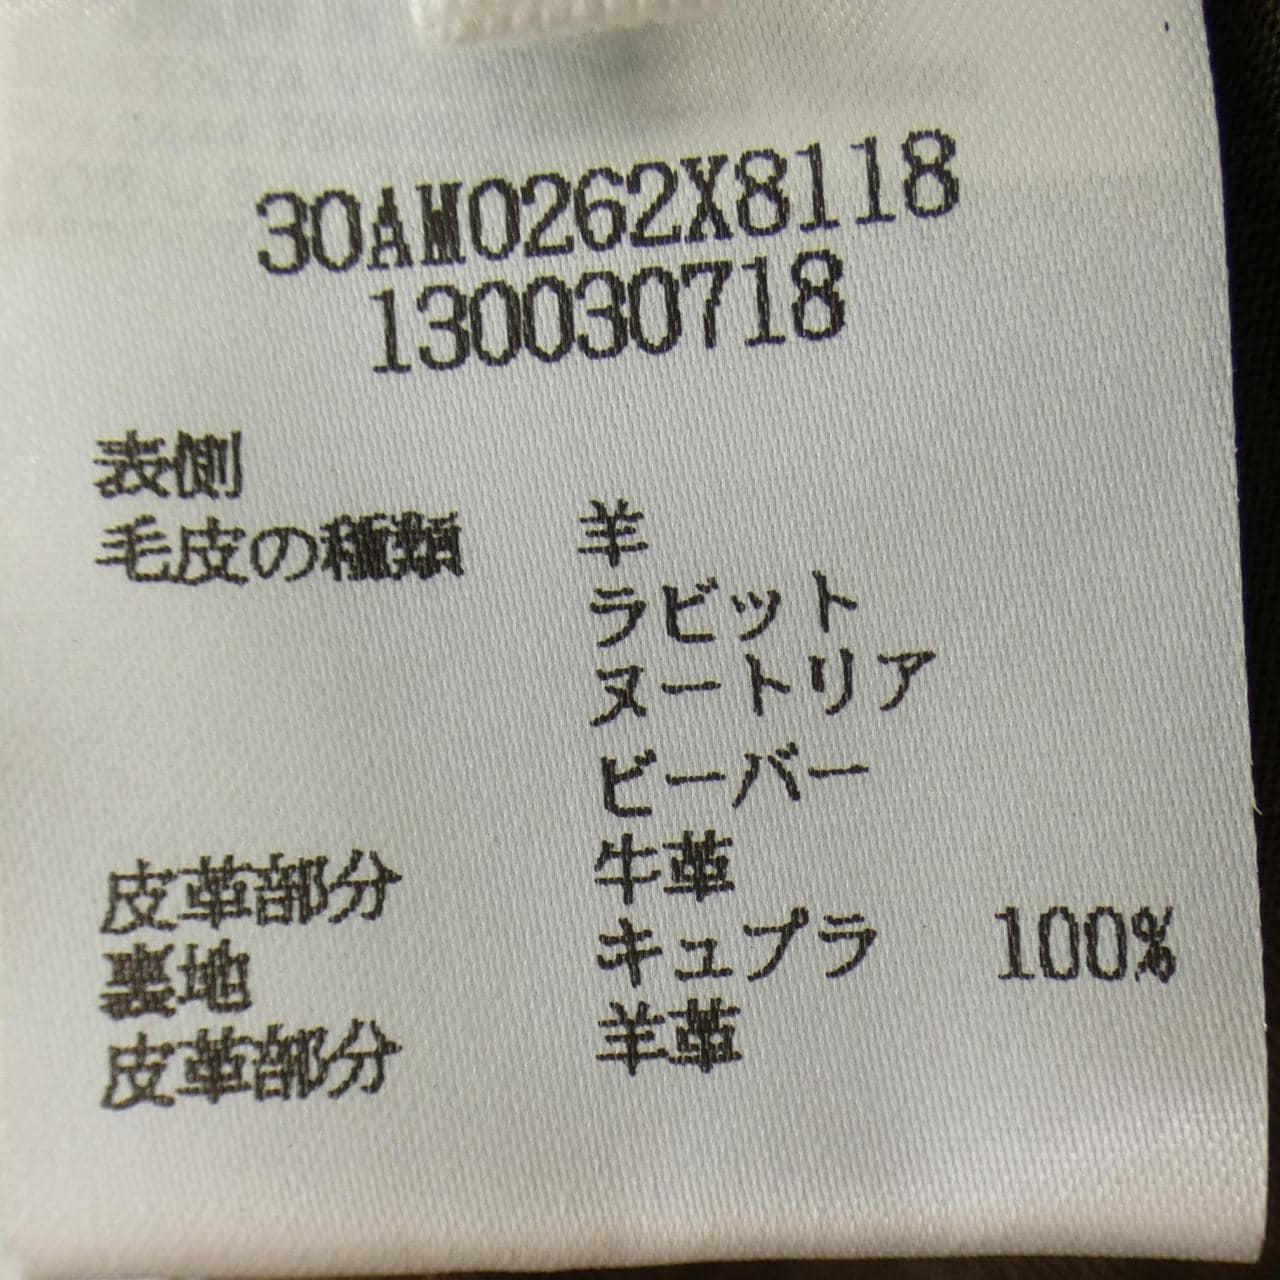 30AM0262X8118
130030718
表側
毛皮の種類 羊
ラビット
ヌートリア
ビーバー
皮革部分 牛革
裏地 キュプラ 100%
皮革部分 羊革